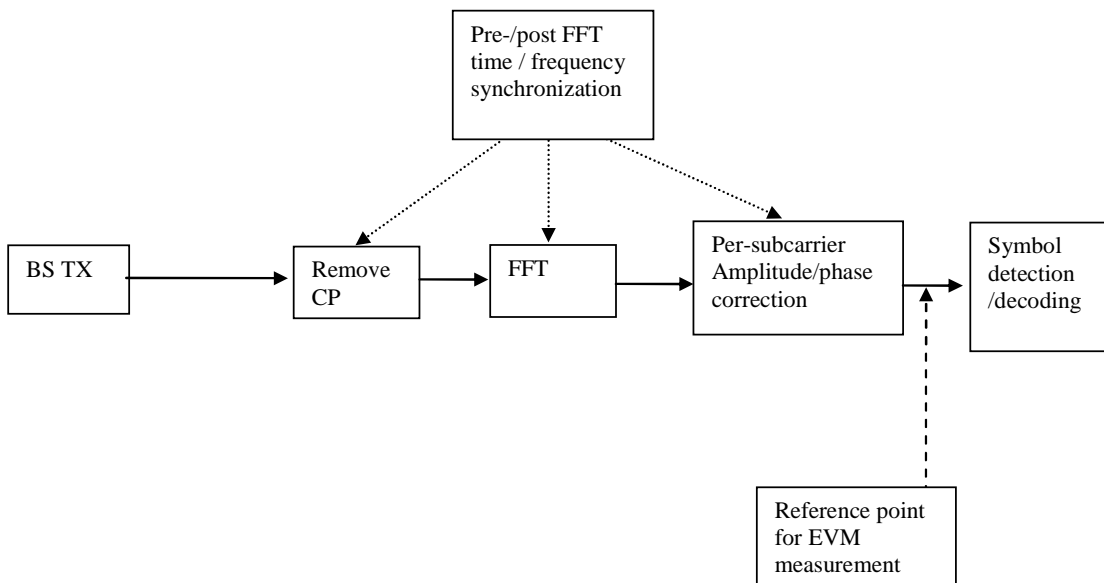 Pre-/post FFT
time / frequency
synchronization
BS TX
Remove
CP
FFT
Per-subcarrier
Amplitude/phase
correction
Symbol
detection
/decoding
Reference point
for EVM
measurement